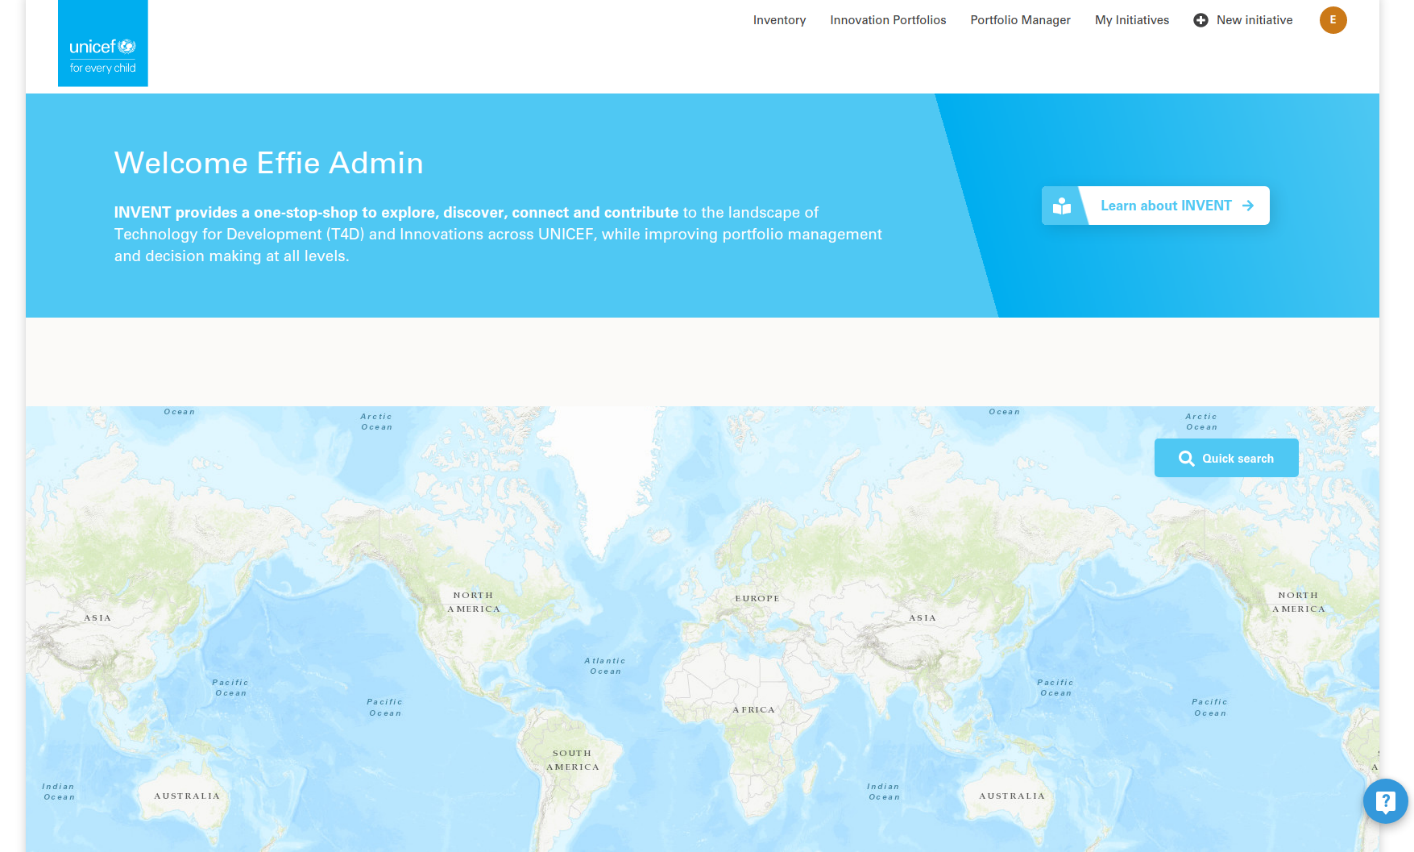 Inventory Innovation Portfolios Portfolio Manager My Initiatives New initiative E
unicef
for every child
Welcome Effie Admin
INVENT provides a one-stop-shop to explore, discover, connect and contribute to the landscape of
Technology for Development (T4D) and Innovations across UNICEF, while improving portfolio management
and decision making at all levels.
Learn about INVENT
Ocean
Arctic
Ocean
Ocean
Arctic
Ocean
Quick search
NORTH
AMERICA
EUROPE
NORTH
AMERICA
ASIA
ASIA
Atlantic
Ocean
Pacific
Ocean
Pacific
Ocean
Pacific
Ocean
Pacific
Ocean
AFRICA
SOUTH
AMERICA
S
A
Indian
Ocean
AUSTRALIA
Indian
Ocean
AUSTRALIA
?